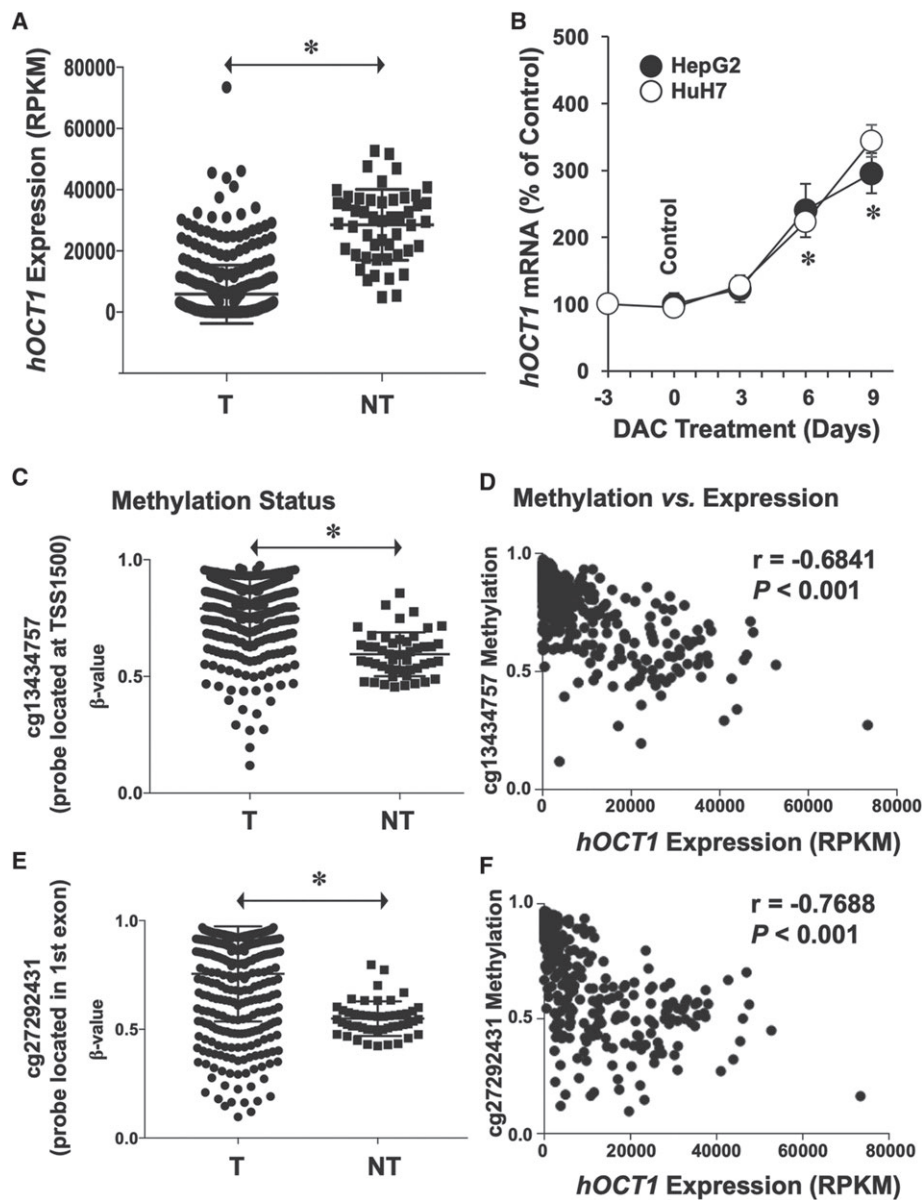 A
hOCT1 Expression (RPKM)
80000
60000
40000
20000
0
*
T
NT
B
hOCT1 mRNA (% of Control)
500
400
300
200
100
0
HepG2
HuH7
Control
*
*
-3
0
3
6
9
DAC Treatment (Days)
C
Methylation Status
cg13434757
(probe located at TSS1500)
β-value
1.0
0.5
0.0
*
T
NT
D
Methylation vs. Expression
cg13434757 Methylation
1.0
0.5
0.0
r = -0.6841
P < 0.001
0
20000
40000
60000
80000
hOCT1 Expression (RPKM)
E
cg27292431
(probe located in 1st exon)
β-value
1.0
0.5
0.0
*
T
NT
F
cg27292431 Methylation
1.0
0.5
0.0
r = -0.7688
P < 0.001
0
20000
40000
60000
80000
hOCT1 Expression (RPKM)